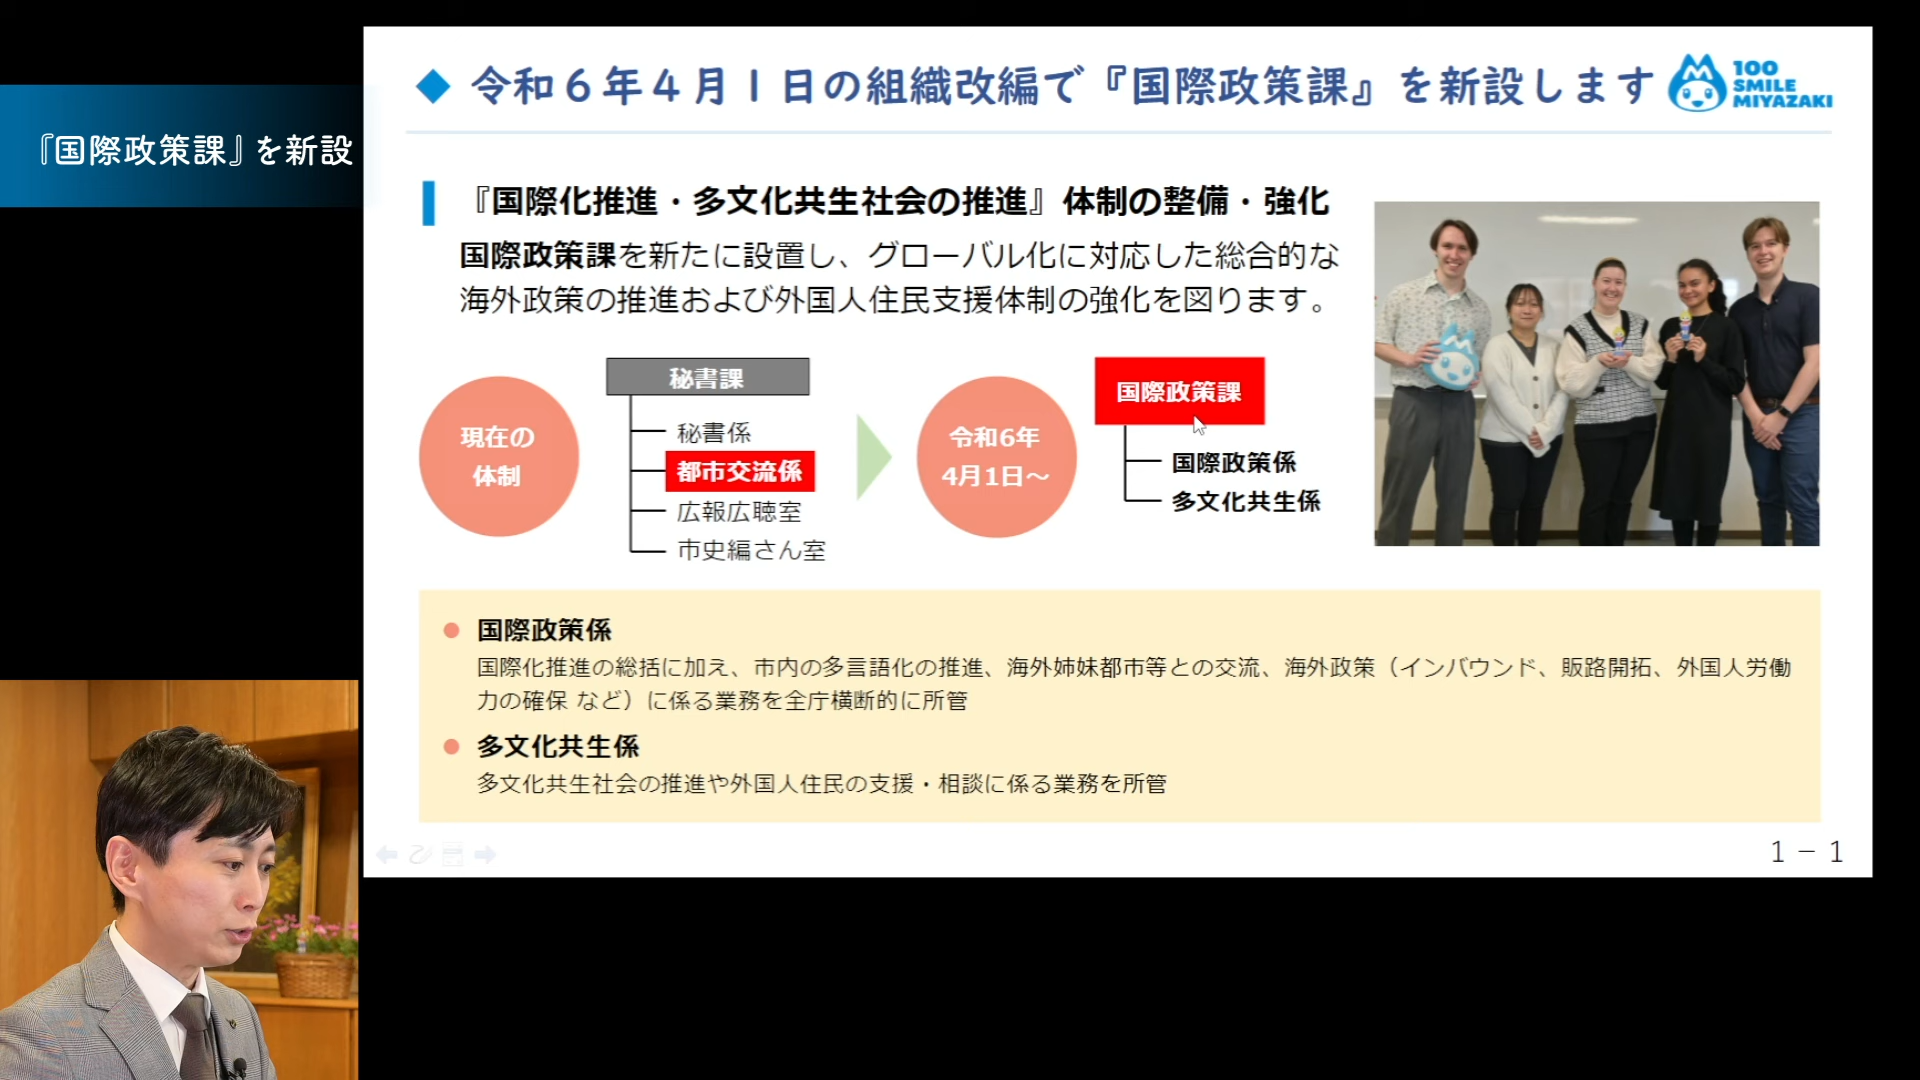 『国際政策課』を新設
◆ 令和６年４月１日の組織改編で『国際政策課』を新設します
100
SMILE
MIYAZAKI
『国際化推進・多文化共生社会の推進』体制の整備・強化
国際政策課を新たに設置し、グローバル化に対応した総合的な
海外政策の推進および外国人住民支援体制の強化を図ります。
現在の
体制
秘書課
秘書係
都市交流係
広報広聴室
市史編さん室
令和6年
4月1日～
国際政策課
国際政策係
多文化共生係
● 国際政策係
国際化推進の総括に加え、市内の多言語化の推進、海外姉妹都市等との交流、海外政策（インバウンド、販路開拓、外国人労働
力の確保 など）に係る業務を全庁横断的に所管
● 多文化共生係
多文化共生社会の推進や外国人住民の支援・相談に係る業務を所管
1－1